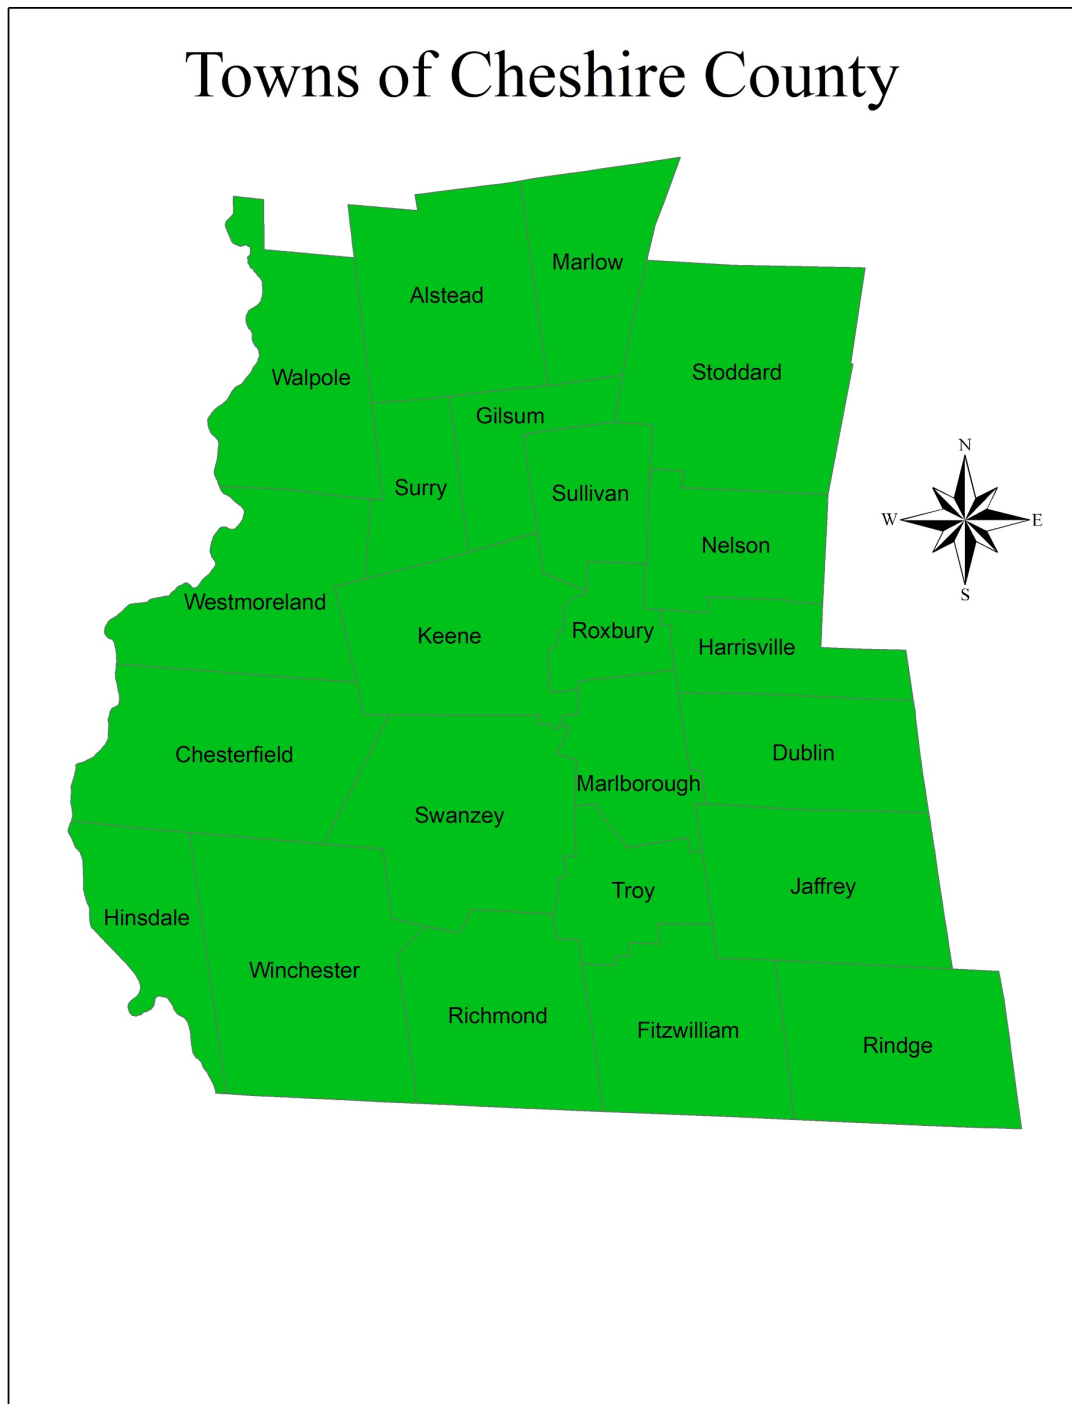 Towns of Cheshire County
Marlow
Alstead
Stoddard
Walpole
Gilsum
N
Surry
Sullivan
W
E
Nelson
S
Westmoreland
Roxbury
Keene
Harrisville
Dublin
Chesterfield
Marlborough
Swanzey
Jaffrey
Troy
Hinsdale
Winchester
Richmond
Fitzwilliam
Rindge